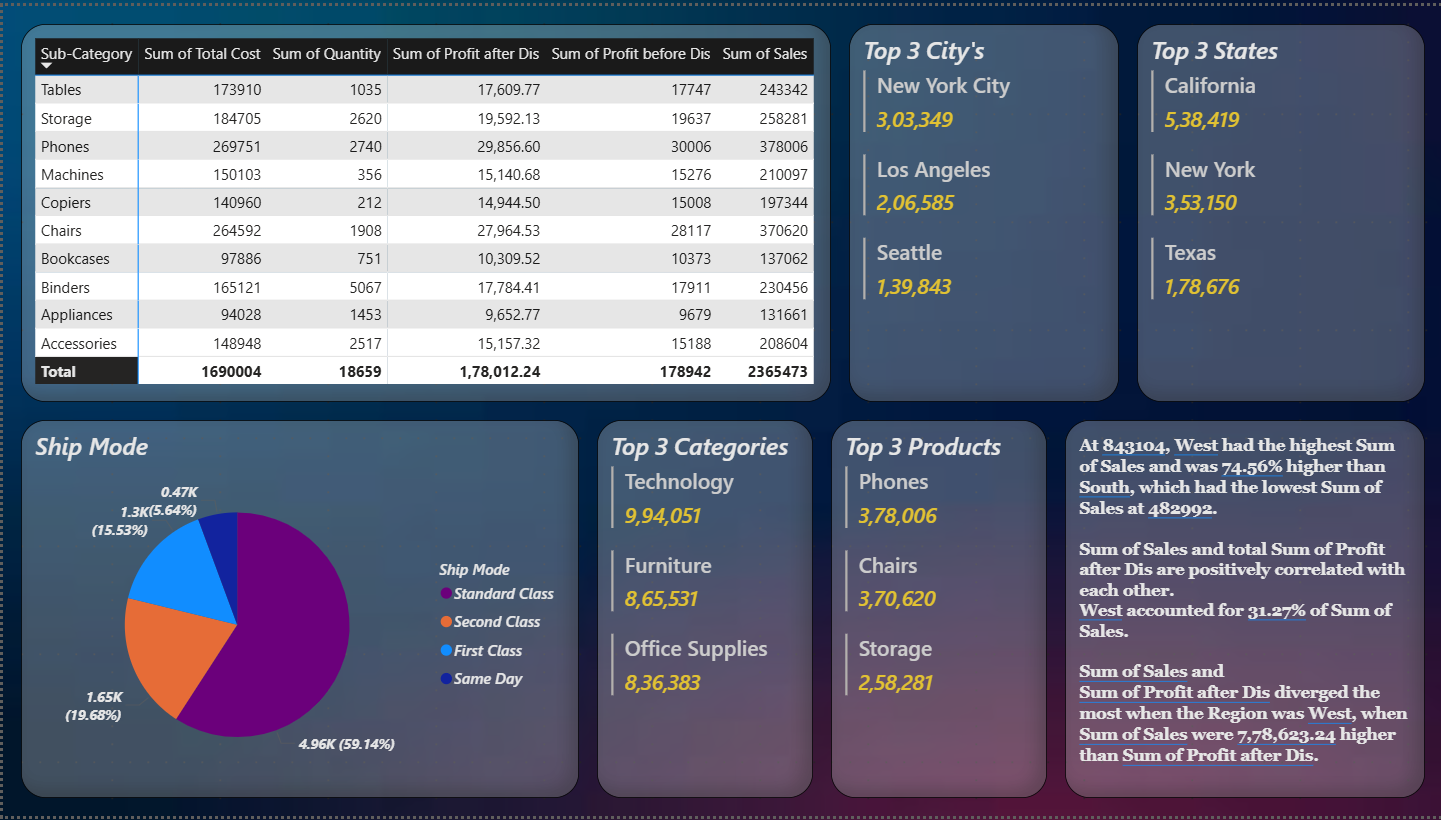 Sub-Category Sum of Total Cost Sum of Quantity Sum of Profit after Dis Sum of Profit before Dis Sum of Sales
Tables 173910 1035 17,609.77 17747 243342
Storage 184705 2620 19,592.13 19637 258281
Phones 269751 2740 29,856.60 30006 378006
Machines 150103 356 15,140.68 15276 210097
Copiers 140960 212 14,944.50 15008 197344
Chairs 264592 1908 27,964.53 28117 370620
Bookcases 97886 751 10,309.52 10373 137062
Binders 165121 5067 17,784.41 17911 230456
Appliances 94028 1453 9,652.77 9679 131661
Accessories 148948 2517 15,157.32 15188 208604
Total 1690004 18659 1,78,012.24 178942 2365473
Top 3 City's
New York City
3,03,349
Los Angeles
2,06,585
Seattle
1,39,843
Top 3 States
California
5,38,419
New York
3,53,150
Texas
1,78,676
Ship Mode
0.47K
(5.64%)
1.3K
(15.53%)
1.65K
(19.68%)
4.96K (59.14%)
Ship Mode
Standard Class
Second Class
First Class
Same Day
Top 3 Categories
Technology
9,94,051
Furniture
8,65,531
Office Supplies
8,36,383
Top 3 Products
Phones
3,78,006
Chairs
3,70,620
Storage
2,58,281
At 843104, West had the highest Sum
of Sales and was 74.56% higher than
South, which had the lowest Sum of
Sales at 482992.
Sum of Sales and total Sum of Profit
after Dis are positively correlated with
each other.
West accounted for 31.27% of Sum of
Sales.
Sum of Sales and
Sum of Profit after Dis diverged the
most when the Region was West, when
Sum of Sales were 7,78,623.24 higher
than Sum of Profit after Dis.